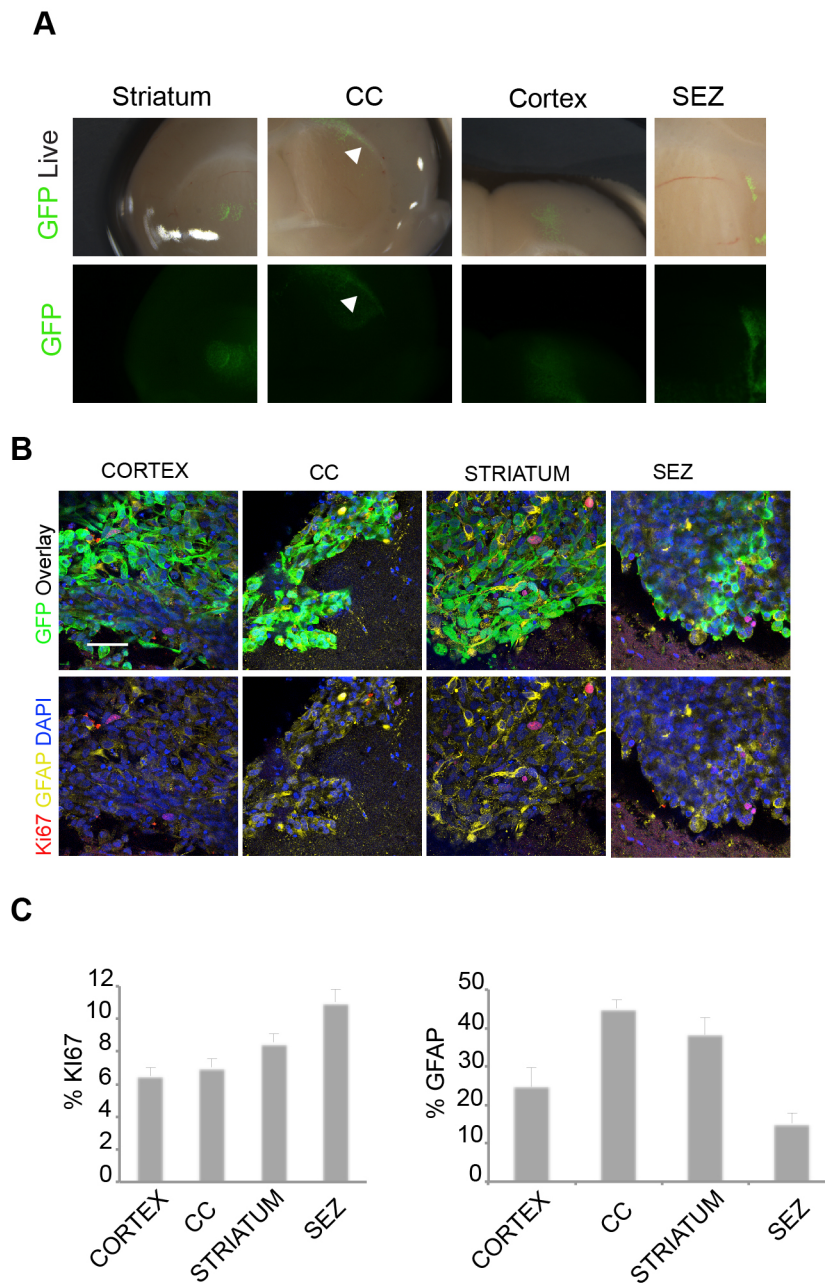 A
Striatum CC Cortex SEZ
GFP Live
GFP
B
CORTEX CC STRIATUM SEZ
GFP Overlay
Ki67 GFAP DAPI
C
% KI67
12
10
8
6
4
2
0
CORTEX CC STRIATUM SEZ
% GFAP
50
40
30
20
10
0
CORTEX CC STRIATUM SEZ